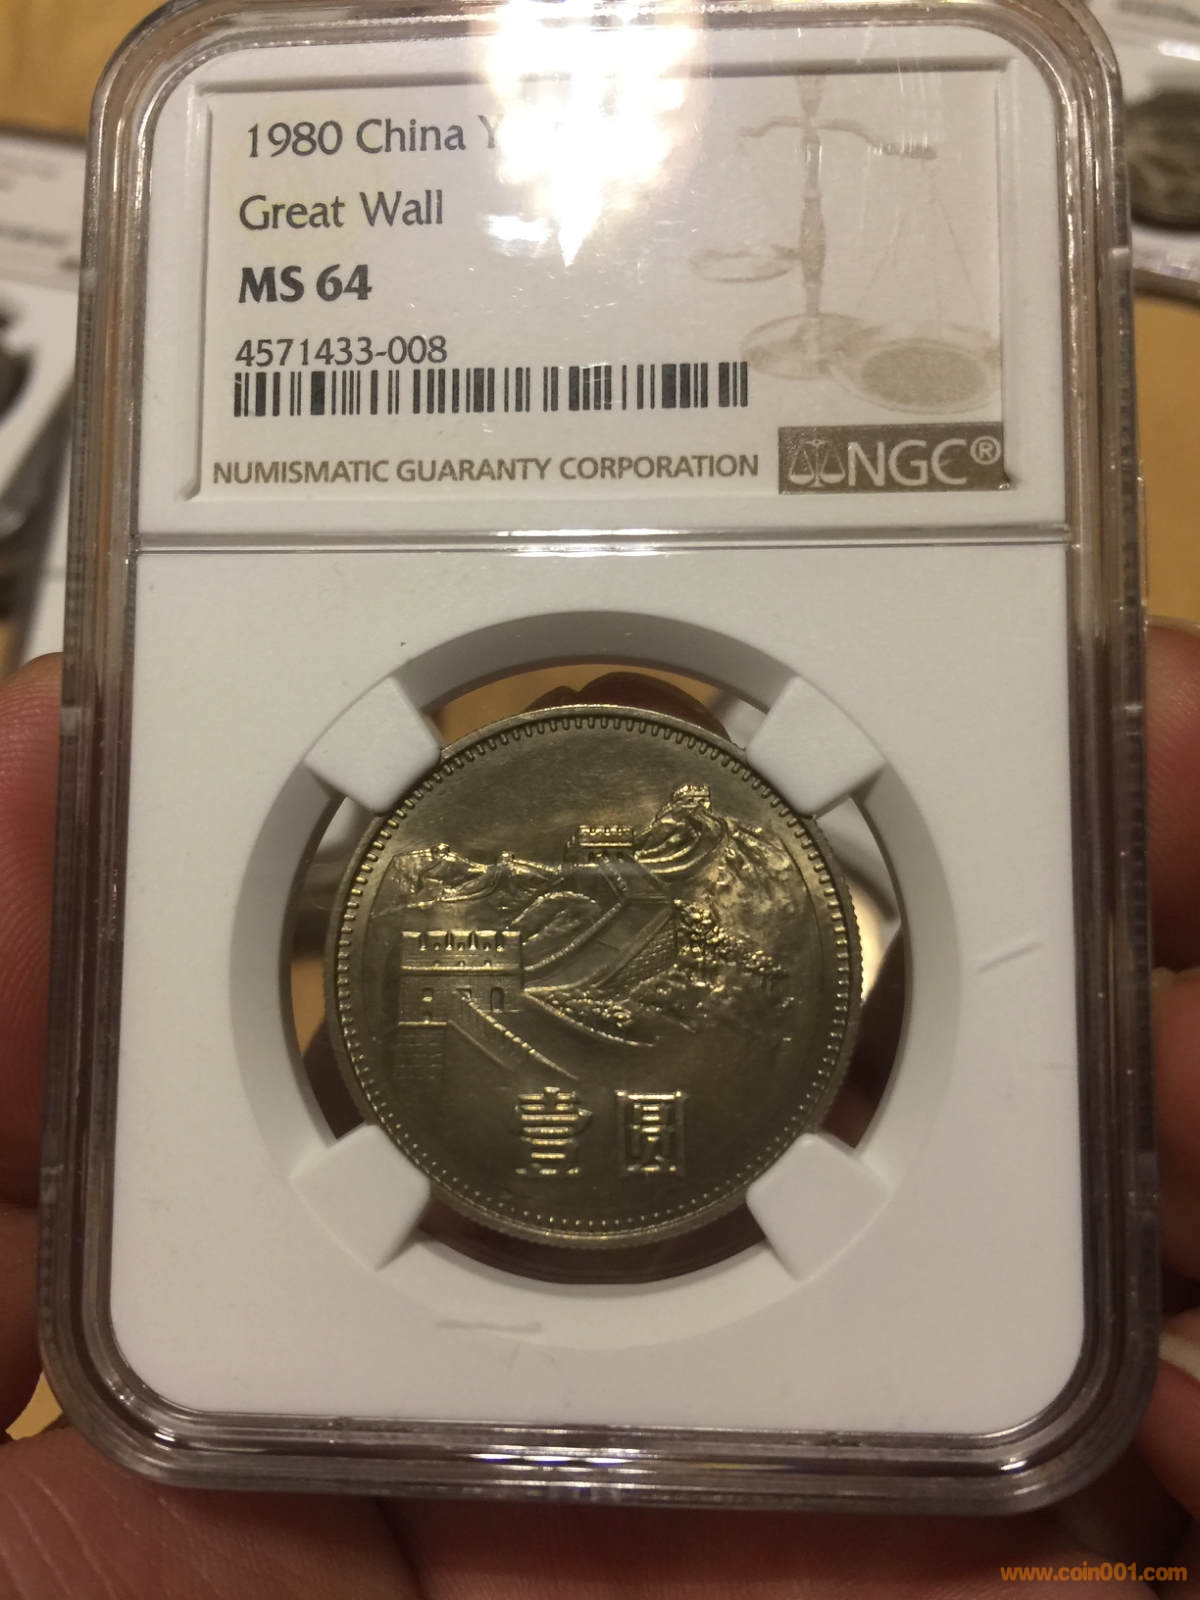 1980 China
Great Wall
MS 64
4571433-008
NUMISMATIC GUARANTY CORPORATION
NGC®
壹圆
www.coin001.com